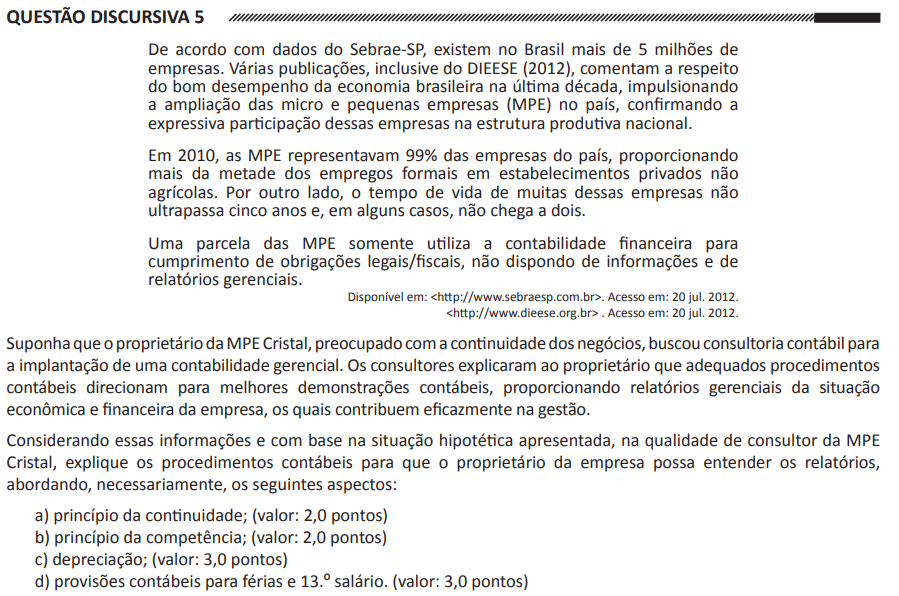 QUESTÃO DISCURSIVA 5
De acordo com dados do Sebrae-SP, existem no Brasil mais de 5 milhões de
empresas. Várias publicações, inclusive do DIEESE (2012), comentam a respeito
do bom desempenho da economia brasileira na última década, impulsionando
a ampliação das micro e pequenas empresas (MPE) no país, confirmando a
expressiva participação dessas empresas na estrutura produtiva nacional.
Em 2010, as MPE representavam 99% das empresas do país, proporcionando
mais da metade dos empregos formais em estabelecimentos privados não
agrícolas. Por outro lado, o tempo de vida de muitas dessas empresas não
ultrapassa cinco anos e, em alguns casos, não chega a dois.
Uma parcela das MPE somente utiliza a contabilidade financeira para
cumprimento de obrigações legais/fiscais, não dispondo de informações e de
relatórios gerenciais.
Disponível em: <http://www.sebraesp.com.br>. Acesso em: 20 jul. 2012.
<http://www.dieese.org.br> . Acesso em: 20 jul. 2012.
Suponha que o proprietário da MPE Cristal, preocupado com a continuidade dos negócios, buscou consultoria contábil para
a implantação de uma contabilidade gerencial. Os consultores explicaram ao proprietário que adequados procedimentos
contábeis direcionam para melhores demonstrações contábeis, proporcionando relatórios gerenciais da situação
econômica e financeira da empresa, os quais contribuem eficazmente na gestão.
Considerando essas informações e com base na situação hipotética apresentada, na qualidade de consultor da MPE
Cristal, explique os procedimentos contábeis para que o proprietário da empresa possa entender os relatórios,
abordando, necessariamente, os seguintes aspectos:
a) princípio da continuidade; (valor: 2,0 pontos)
b) princípio da competência; (valor: 2,0 pontos)
c) depreciação; (valor: 3,0 pontos)
d) provisões contábeis para férias e 13.º salário. (valor: 3,0 pontos)